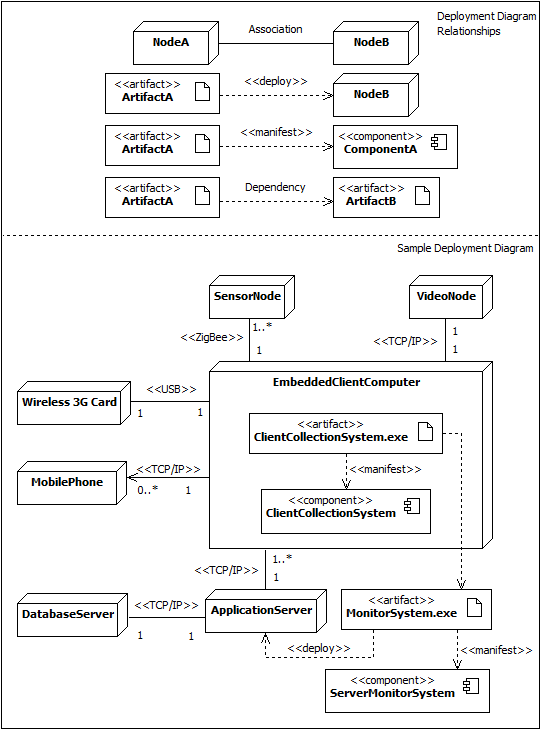 Deployment Diagram
Relationships
NodeA
Association
NodeB
<<artifact>>
ArtifactA
<<deploy>>
NodeB
<<artifact>>
ArtifactA
<<manifest>>
<<component>>
ComponentA
<<artifact>>
ArtifactA
Dependency
<<artifact>>
ArtifactB
Sample Deployment Diagram
SensorNode
VideoNode
1..*
<<ZigBee>>
1
1
<<TCP/IP>>
1
EmbeddedClientComputer
Wireless 3G Card
<<USB>>
1
1
<<artifact>>
ClientCollectionSystem.exe
<<manifest>>
MobilePhone
<<TCP/IP>>
0..*
1
<<component>>
ClientCollectionSystem
1..*
<<TCP/IP>>
1
DatabaseServer
<<TCP/IP>>
1
1
ApplicationServer
<<artifact>>
MonitorSystem.exe
<<deploy>>
<<manifest>>
<<component>>
ServerMonitorSystem